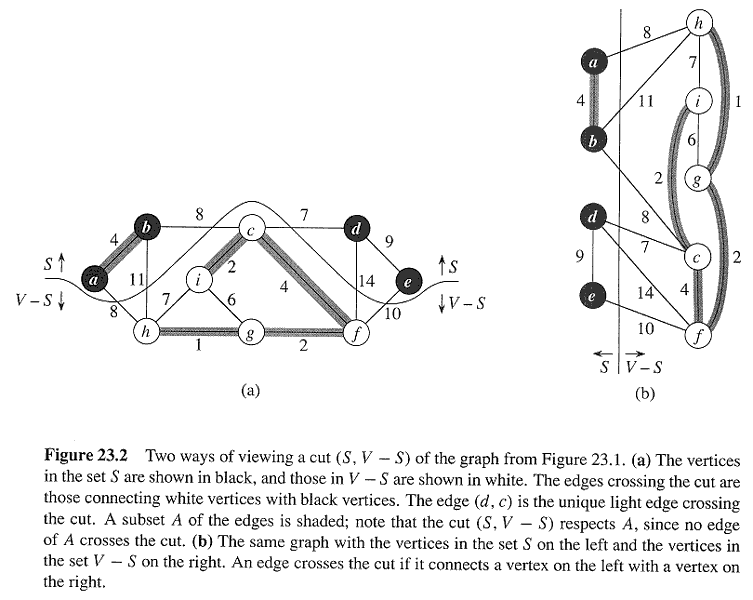 h
8
a
7
4
11
i
1
b
6
2
g
8
7
b
c
d
4
9
d
8
7
9
S↑
a
11
i
2
4
14
e
↑S
c
V – S↓
8
7
6
10
↓V – S
e
14
4
2
h
g
f
10
f
1
2
← →
S V – S
(a)
(b)
Figure 23.2 Two ways of viewing a cut (S, V – S) of the graph from Figure 23.1. (a) The vertices
in the set S are shown in black, and those in V – S are shown in white. The edges crossing the cut are
those connecting white vertices with black vertices. The edge (d, c) is the unique light edge crossing
the cut. A subset A of the edges is shaded; note that the cut (S, V – S) respects A, since no edge
of A crosses the cut. (b) The same graph with the vertices in the set S on the left and the vertices in
the set V – S on the right. An edge crosses the cut if it connects a vertex on the left with a vertex on
the right.